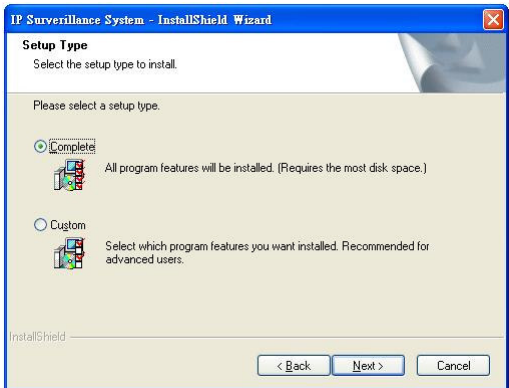 IP Surverillance System - InstallShield Wizard
Setup Type
Select the setup type to install.
Please select a setup type.
Complete
All program features will be installed. (Requires the most disk space.)
Custom
Select which program features you want installed. Recommended for
advanced users.
InstallShield
< Back Next > Cancel